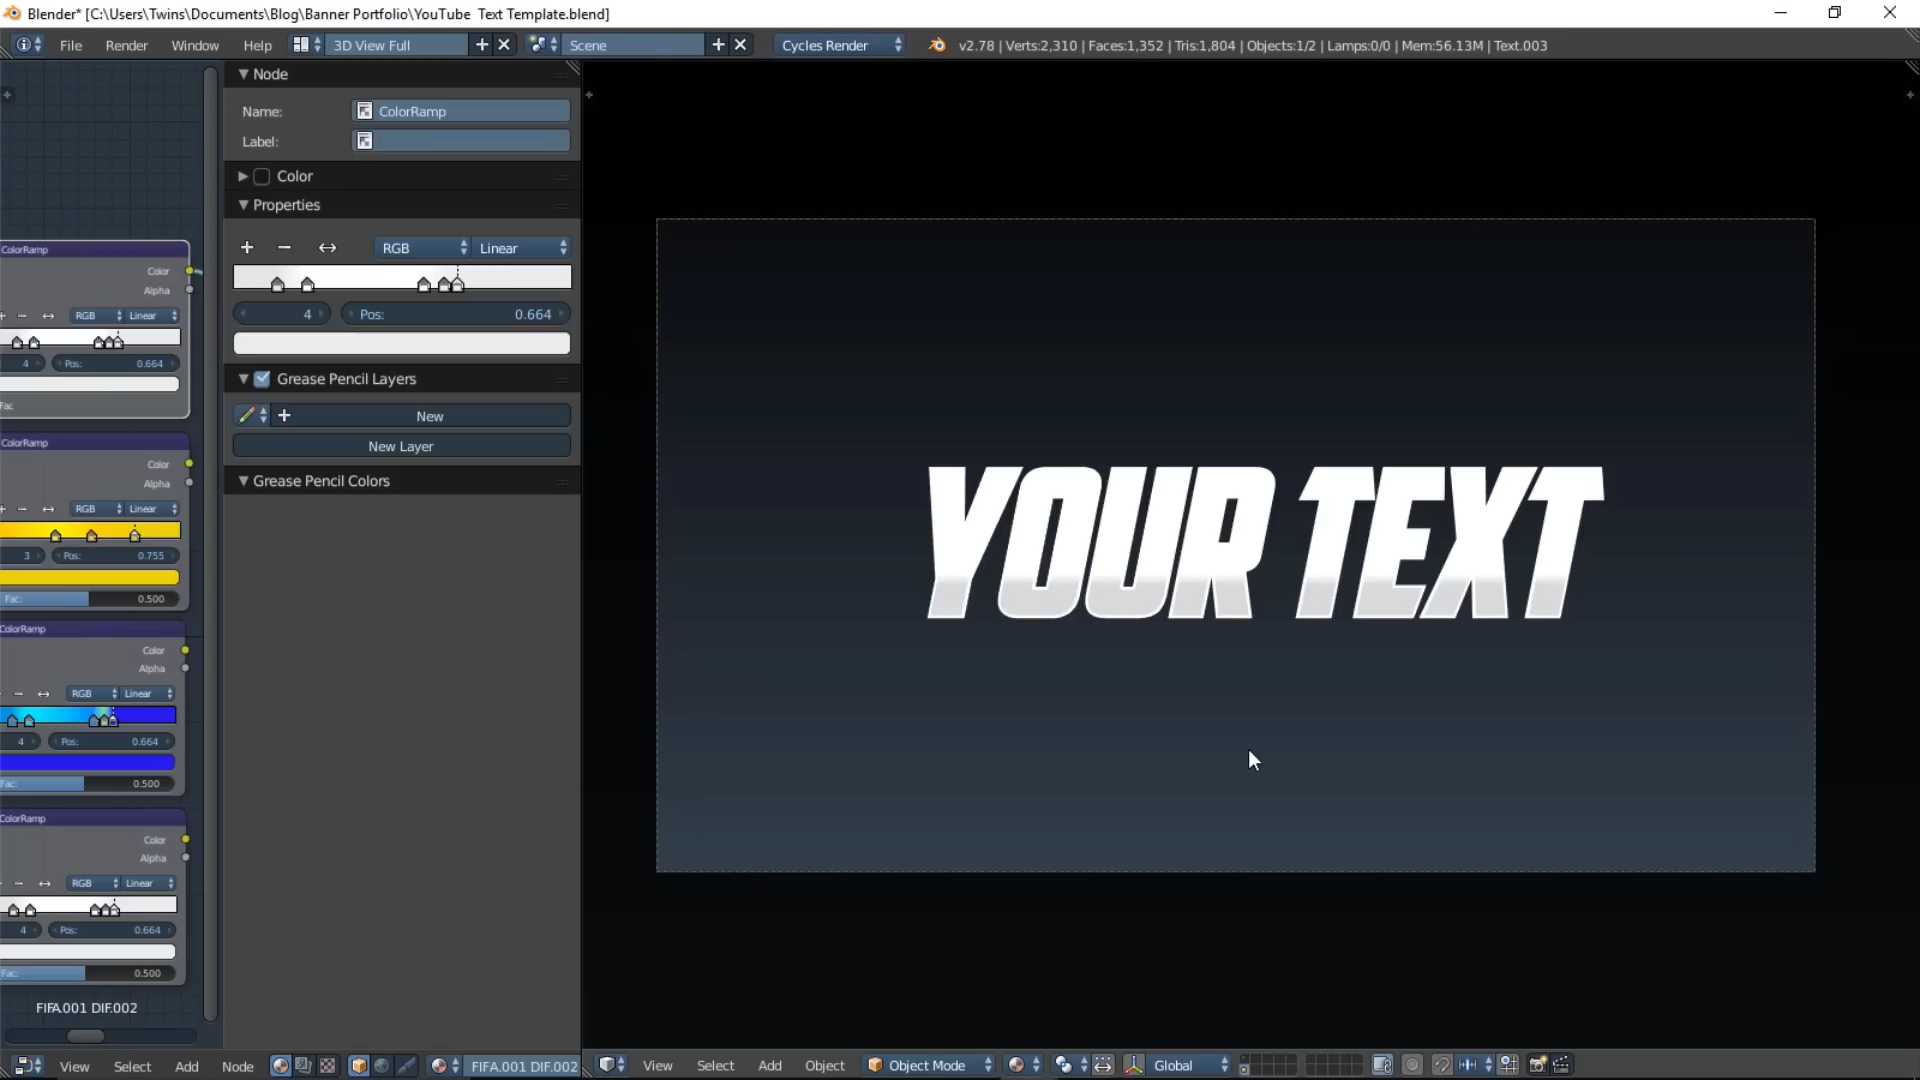 Blender* [C:\Users\Twins\Documents\Blog\Banner Portfolio\YouTube  Text Template.blend]
File Render Window Help 3D View Full Scene Cycles Render v2.78 | Verts:2,310 | Faces:1,352 | Tris:1,804 | Objects:1/2 | Lamps:0/0 | Mem:56.13M | Text.003
Node
Name: ColorRamp
Label:
Color
Properties
RGB Linear
4 Pos: 0.664
Grease Pencil Layers
New
New Layer
Grease Pencil Colors
ColorRamp
Color
Alpha
RGB Linear
4 Pos: 0.664
Fac
ColorRamp
Color
Alpha
RGB Linear
3 Pos: 0.755
Fac: 0.500
ColorRamp
Color
Alpha
RGB Linear
4 Pos: 0.664
Fac: 0.500
ColorRamp
Color
Alpha
RGB Linear
4 Pos: 0.664
Fac: 0.500
FIFA.001 DIF.002
YOUR TEXT
View Select Add Node FIFA.001 DIF.002
View Select Add Object Object Mode Global